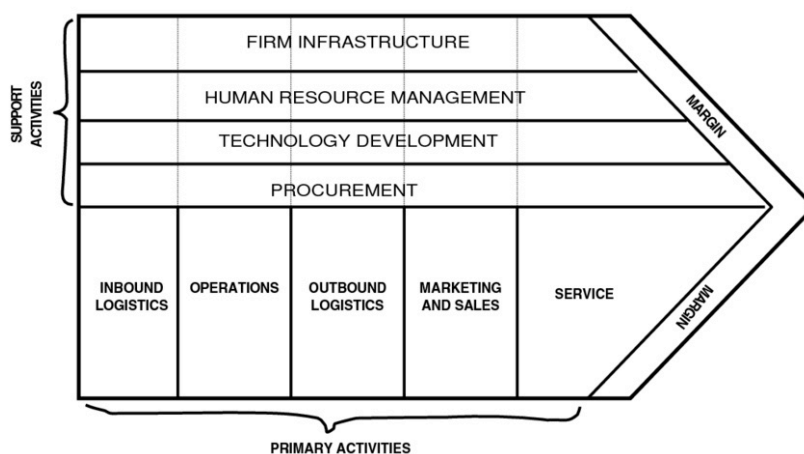 FIRM INFRASTRUCTURE
HUMAN RESOURCE MANAGEMENT
TECHNOLOGY DEVELOPMENT
PROCUREMENT
SUPPORT
ACTIVITIES
MARGIN
INBOUND
LOGISTICS
OPERATIONS
OUTBOUND
LOGISTICS
MARKETING
AND SALES
SERVICE
MARGIN
PRIMARY ACTIVITIES